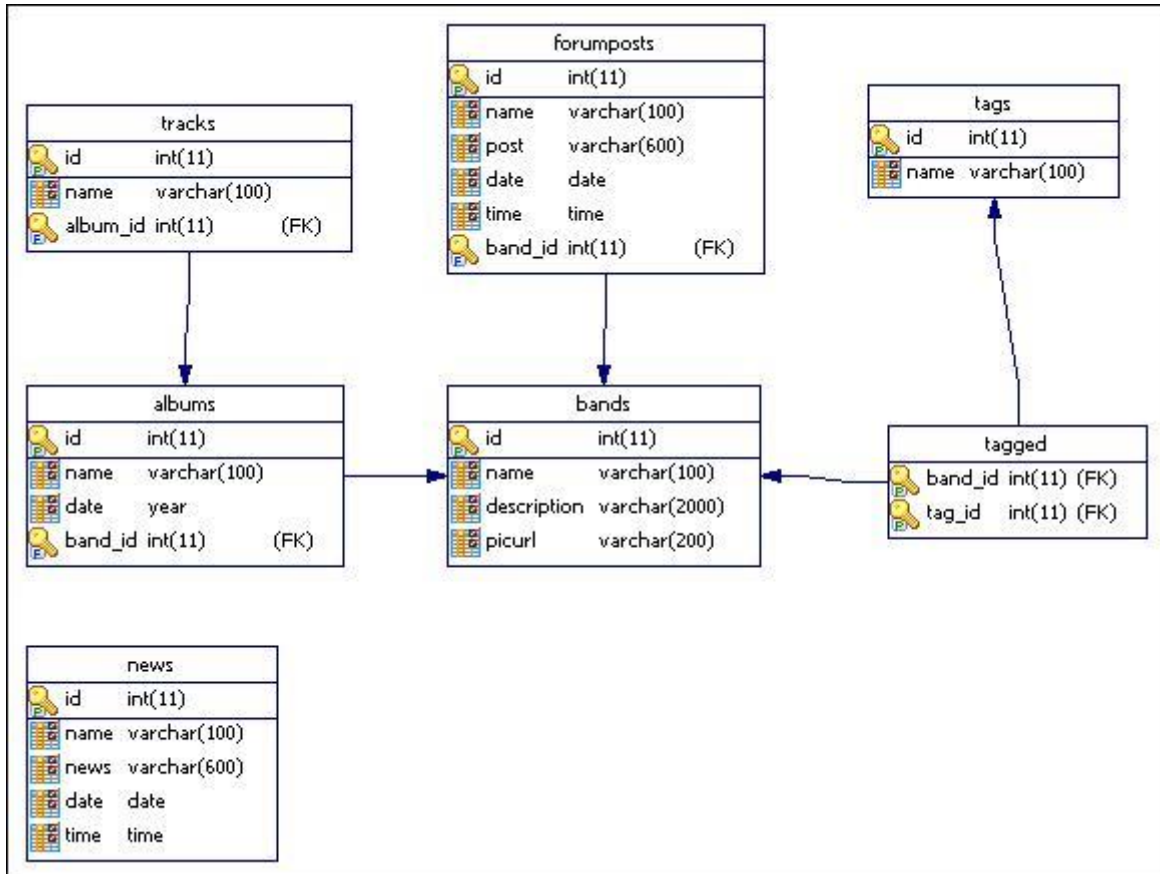 tracks
id int(11)
name varchar(100)
album_id int(11) (FK)
forumposts
id int(11)
name varchar(100)
post varchar(600)
date date
time time
band_id int(11) (FK)
tags
id int(11)
name varchar(100)
albums
id int(11)
name varchar(100)
date year
band_id int(11) (FK)
bands
id int(11)
name varchar(100)
description varchar(2000)
picurl varchar(200)
tagged
band_id int(11) (FK)
tag_id int(11) (FK)
news
id int(11)
name varchar(100)
news varchar(600)
date date
time time